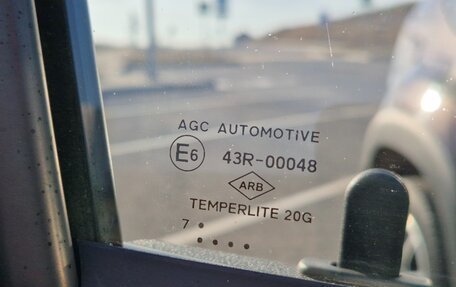 AGC AUTOMOTIVE
E6 43R-00048
ARB
TEMPERLITE 20G
7